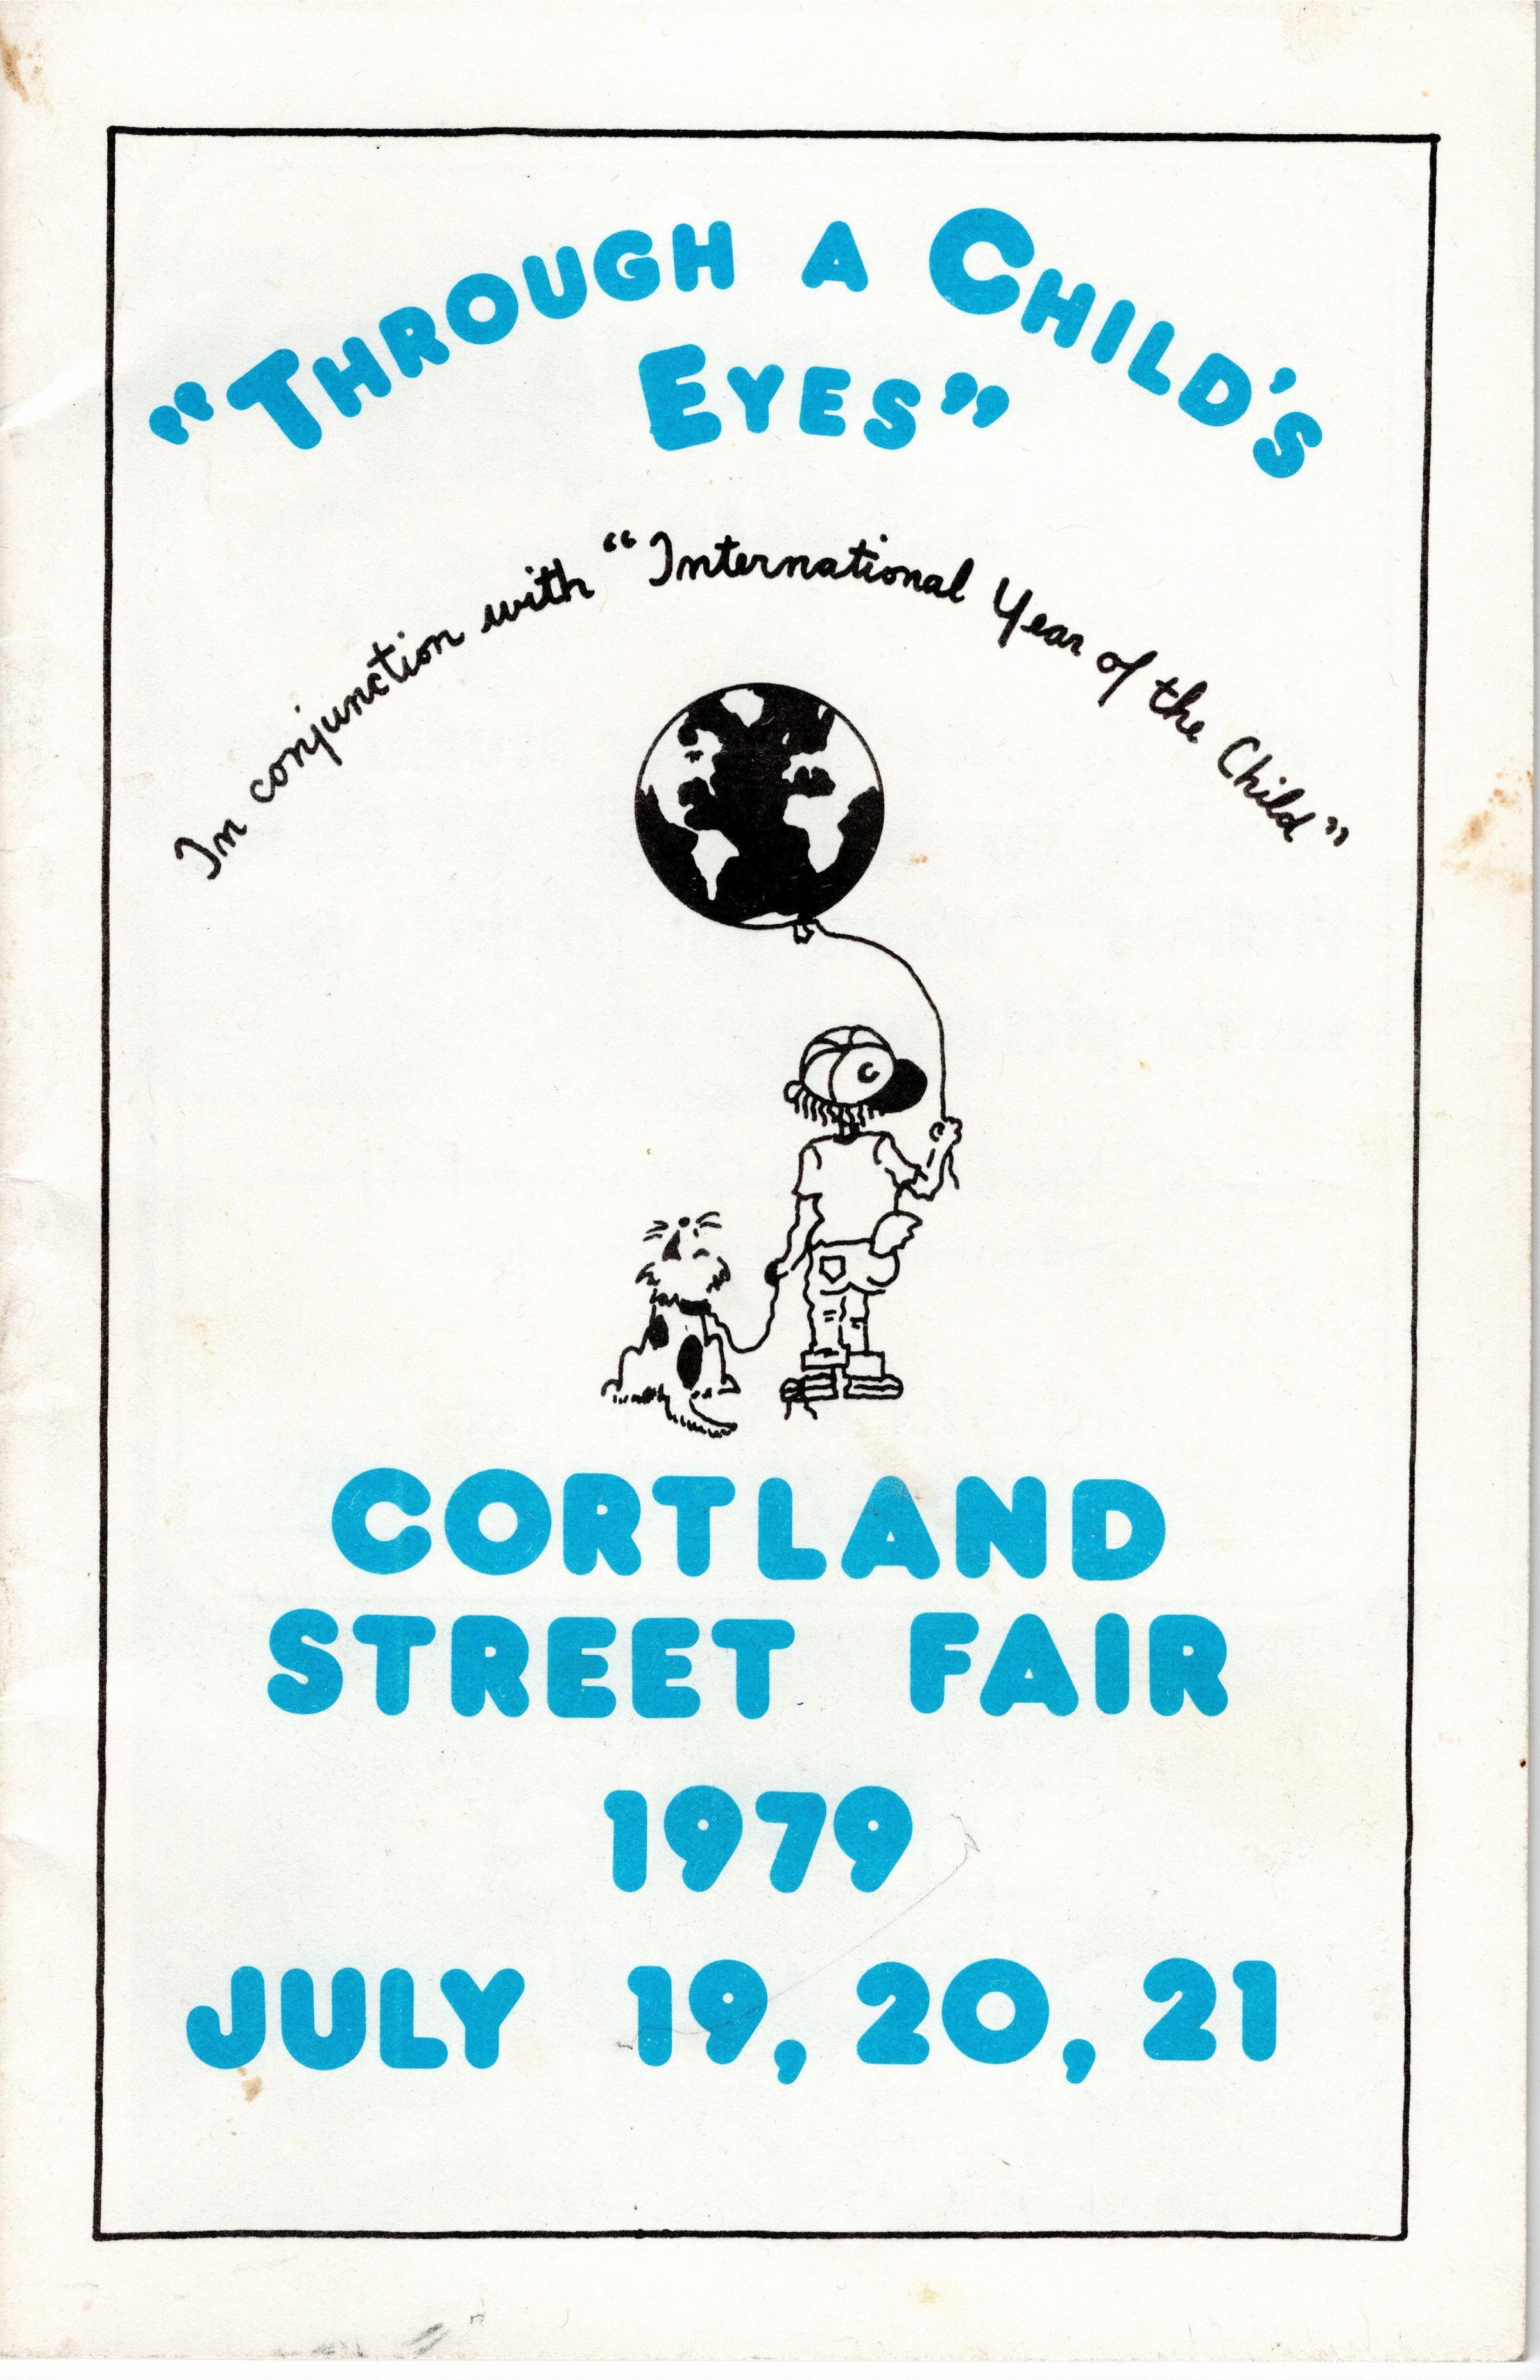 “THROUGH A CHILD'S
EYES”
In conjunction with “International Year of the Child”
CORTLAND
STREET FAIR
1979
JULY 19, 20, 21